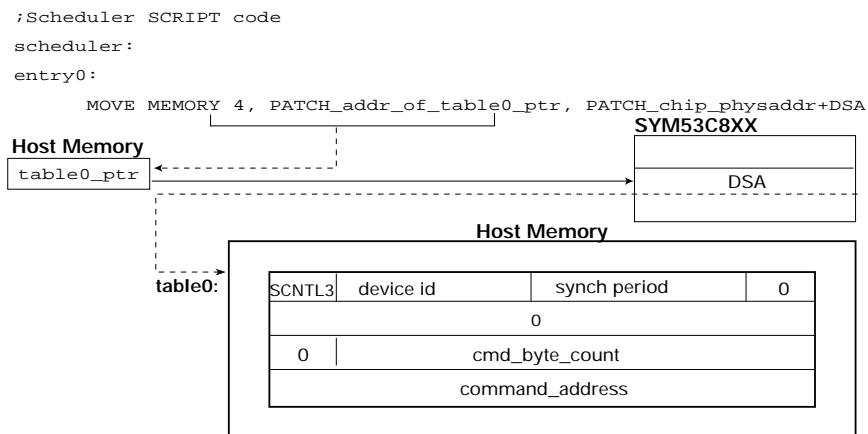 ;Scheduler SCRIPT code
scheduler:
entry0:
MOVE MEMORY 4, PATCH_addr_of_table0_ptr, PATCH_chip_physaddr+DSA
SYM53C8XX
Host Memory
table0_ptr
DSA
Host Memory
table0:
SCNTL3 device id synch period 0
0
0 cmd_byte_count
command_address